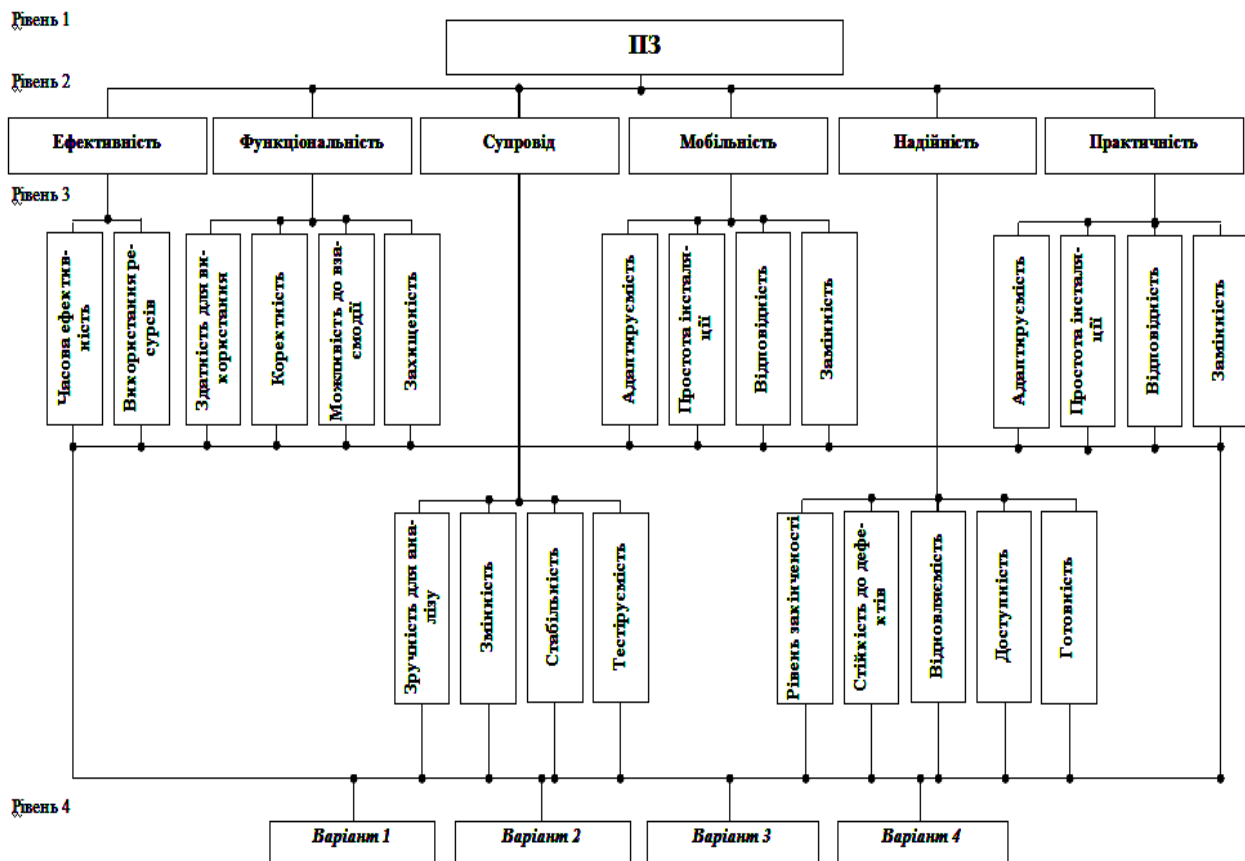 Рівень 1
ПЗ
Рівень 2
Ефективність
Функціональність
Супровід
Мобільність
Надійність
Практичність
Рівень 3
Часова ефектив-
ність
Використання ре-
сурсів
Здатність для ви-
користання
Коректність
Можливість до вза-
ємодії
Захищеність
Адаптируємість
Простота інсталя-
ції
Відповідність
Замінність
Адаптируємість
Простота інсталя-
ції
Відповідність
Замінність
Зручність для ана-
лізу
Змінність
Стабільність
Тестіруємість
Рівень закінченості
Стійкість до дефе-
ктів
Відновляємість
Доступність
Готовність
Рівень 4
Варіант 1
Варіант 2
Варіант 3
Варіант 4